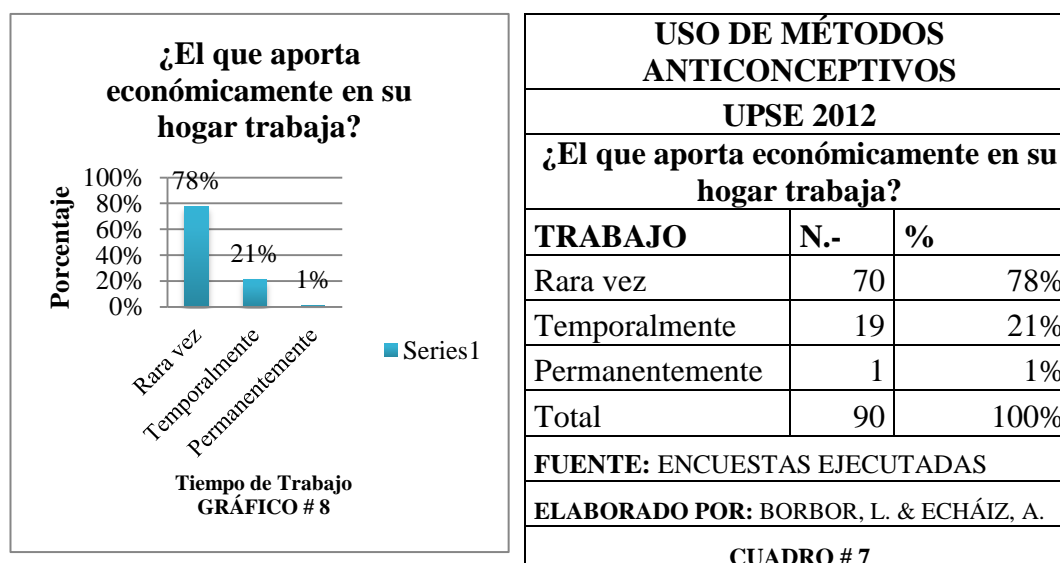 ¿El que aporta
económicamente en su
hogar trabaja?
Porcentaje
100%
80%
60%
40%
20%
0%
78%
21%
1%
Rara vez
Temporalmente
Permanentemente
Series1
Tiempo de Trabajo
GRÁFICO # 8
USO DE MÉTODOS
ANTICONCEPTIVOS
UPSE 2012
¿El que aporta económicamente en su
hogar trabaja?
TRABAJO N.- %
Rara vez 70 78%
Temporalmente 19 21%
Permanentemente 1 1%
Total 90 100%
FUENTE: ENCUESTAS EJECUTADAS
ELABORADO POR: BORBOR, L. & ECHÁIZ, A.
CUADRO # 7